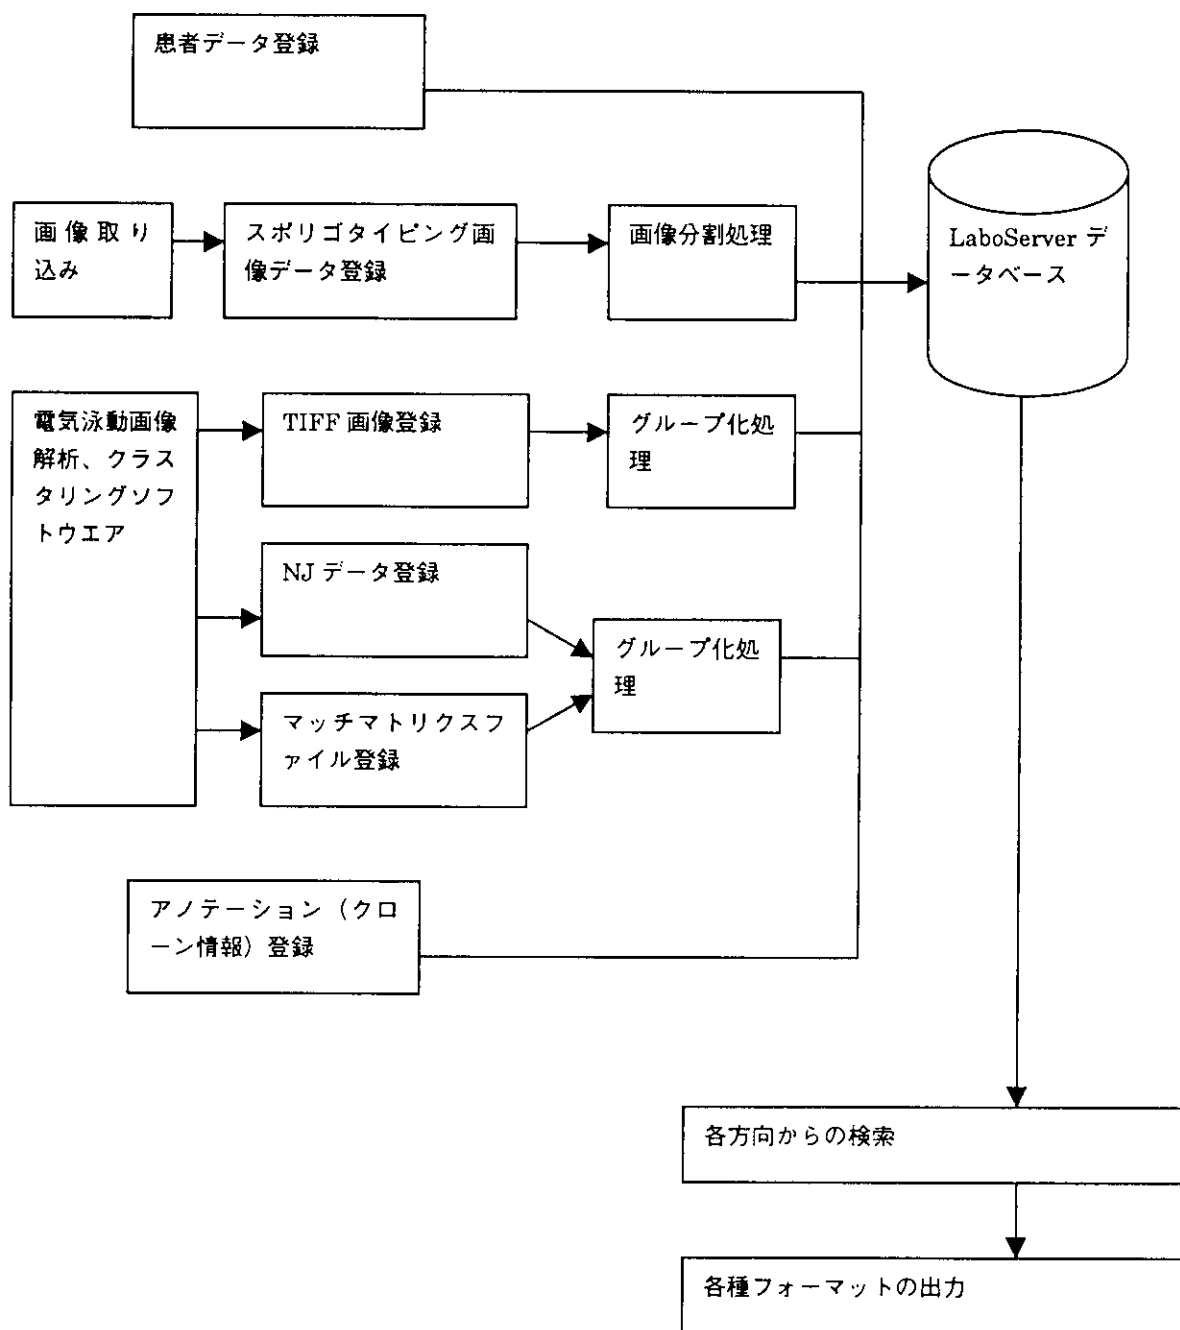 患者データ登録
画像取り
込み
スポリゴタイピング画
像データ登録
画像分割処理
LaboServer デ
ータベース
電気泳動画像
解析、クラス
タリングソフ
トウエア
TIFF 画像登録
グループ化処
理
NJ データ登録
グループ化処
理
マッチマトリクスフ
ァイル登録
アノテーション（クロ
ーン情報）登録
各方向からの検索
各種フォーマットの出力